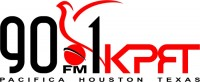 90.1 KPFT
FM
PACIFICA HOUSTON TEXAS